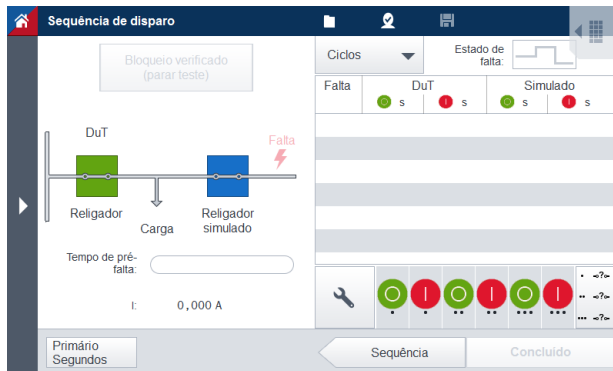 Sequência de disparo
Bloqueio verificado
(parar teste)
Ciclos
Estado de
falta:
Falta
DuT
Simulado
s
s
s
s
DuT
Falta
Religador
Carga
Religador
simulado
Tempo de pré-
falta:
I:
0,000 A
Primário
Segundos
Sequência
Concluído